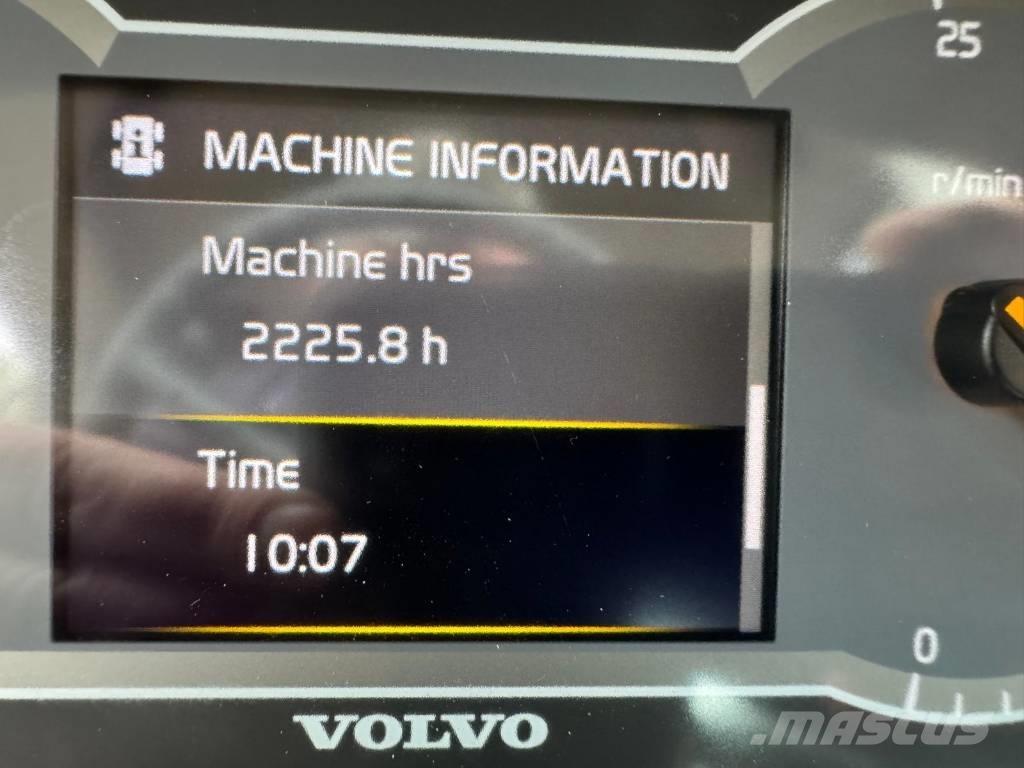 25
MACHINE INFORMATION
r/min
Machine hrs
2225.8 h
Time
10:07
0
VOLVO
MASCUS